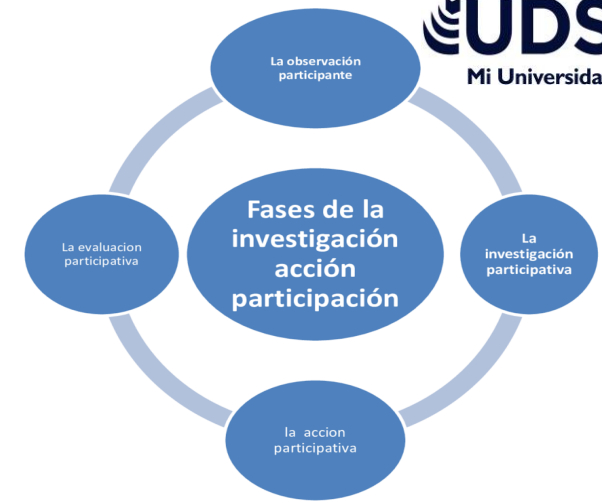 UDS
Mi Universida
La observación
participante
Fases de la
investigación
acción
participación
La
investigación
participativa
la accion
participativa
La evaluacion
participativa